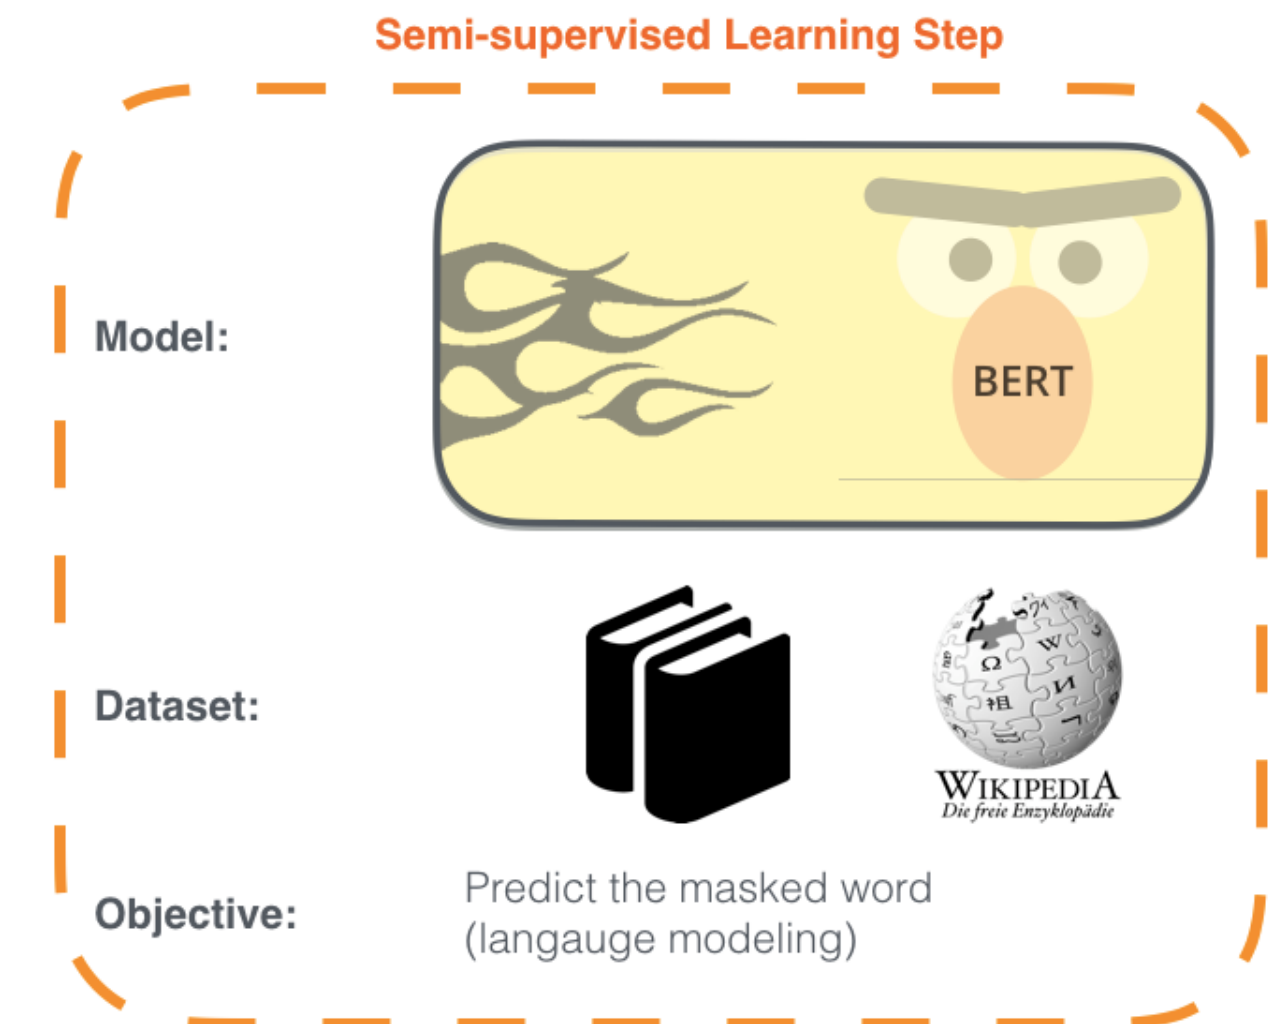 Semi-supervised Learning Step
Model:
BERT
Dataset:
WIKIPEDIA
Die freie Enzyklopädie
Objective:
Predict the masked word
(langauge modeling)